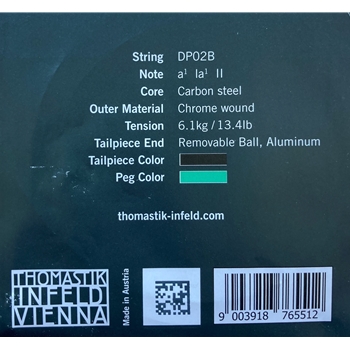 String DP02B
Note a¹ la¹ II
Core Carbon steel
Outer Material Chrome wound
Tension 6.1kg / 13.4lb
Tailpiece End Removable Ball, Aluminum
Tailpiece Color
Peg Color
thomastik-infeld.com
THOMASTIK
INFELD
VIENNA
Made in Austria
9 003918 765512